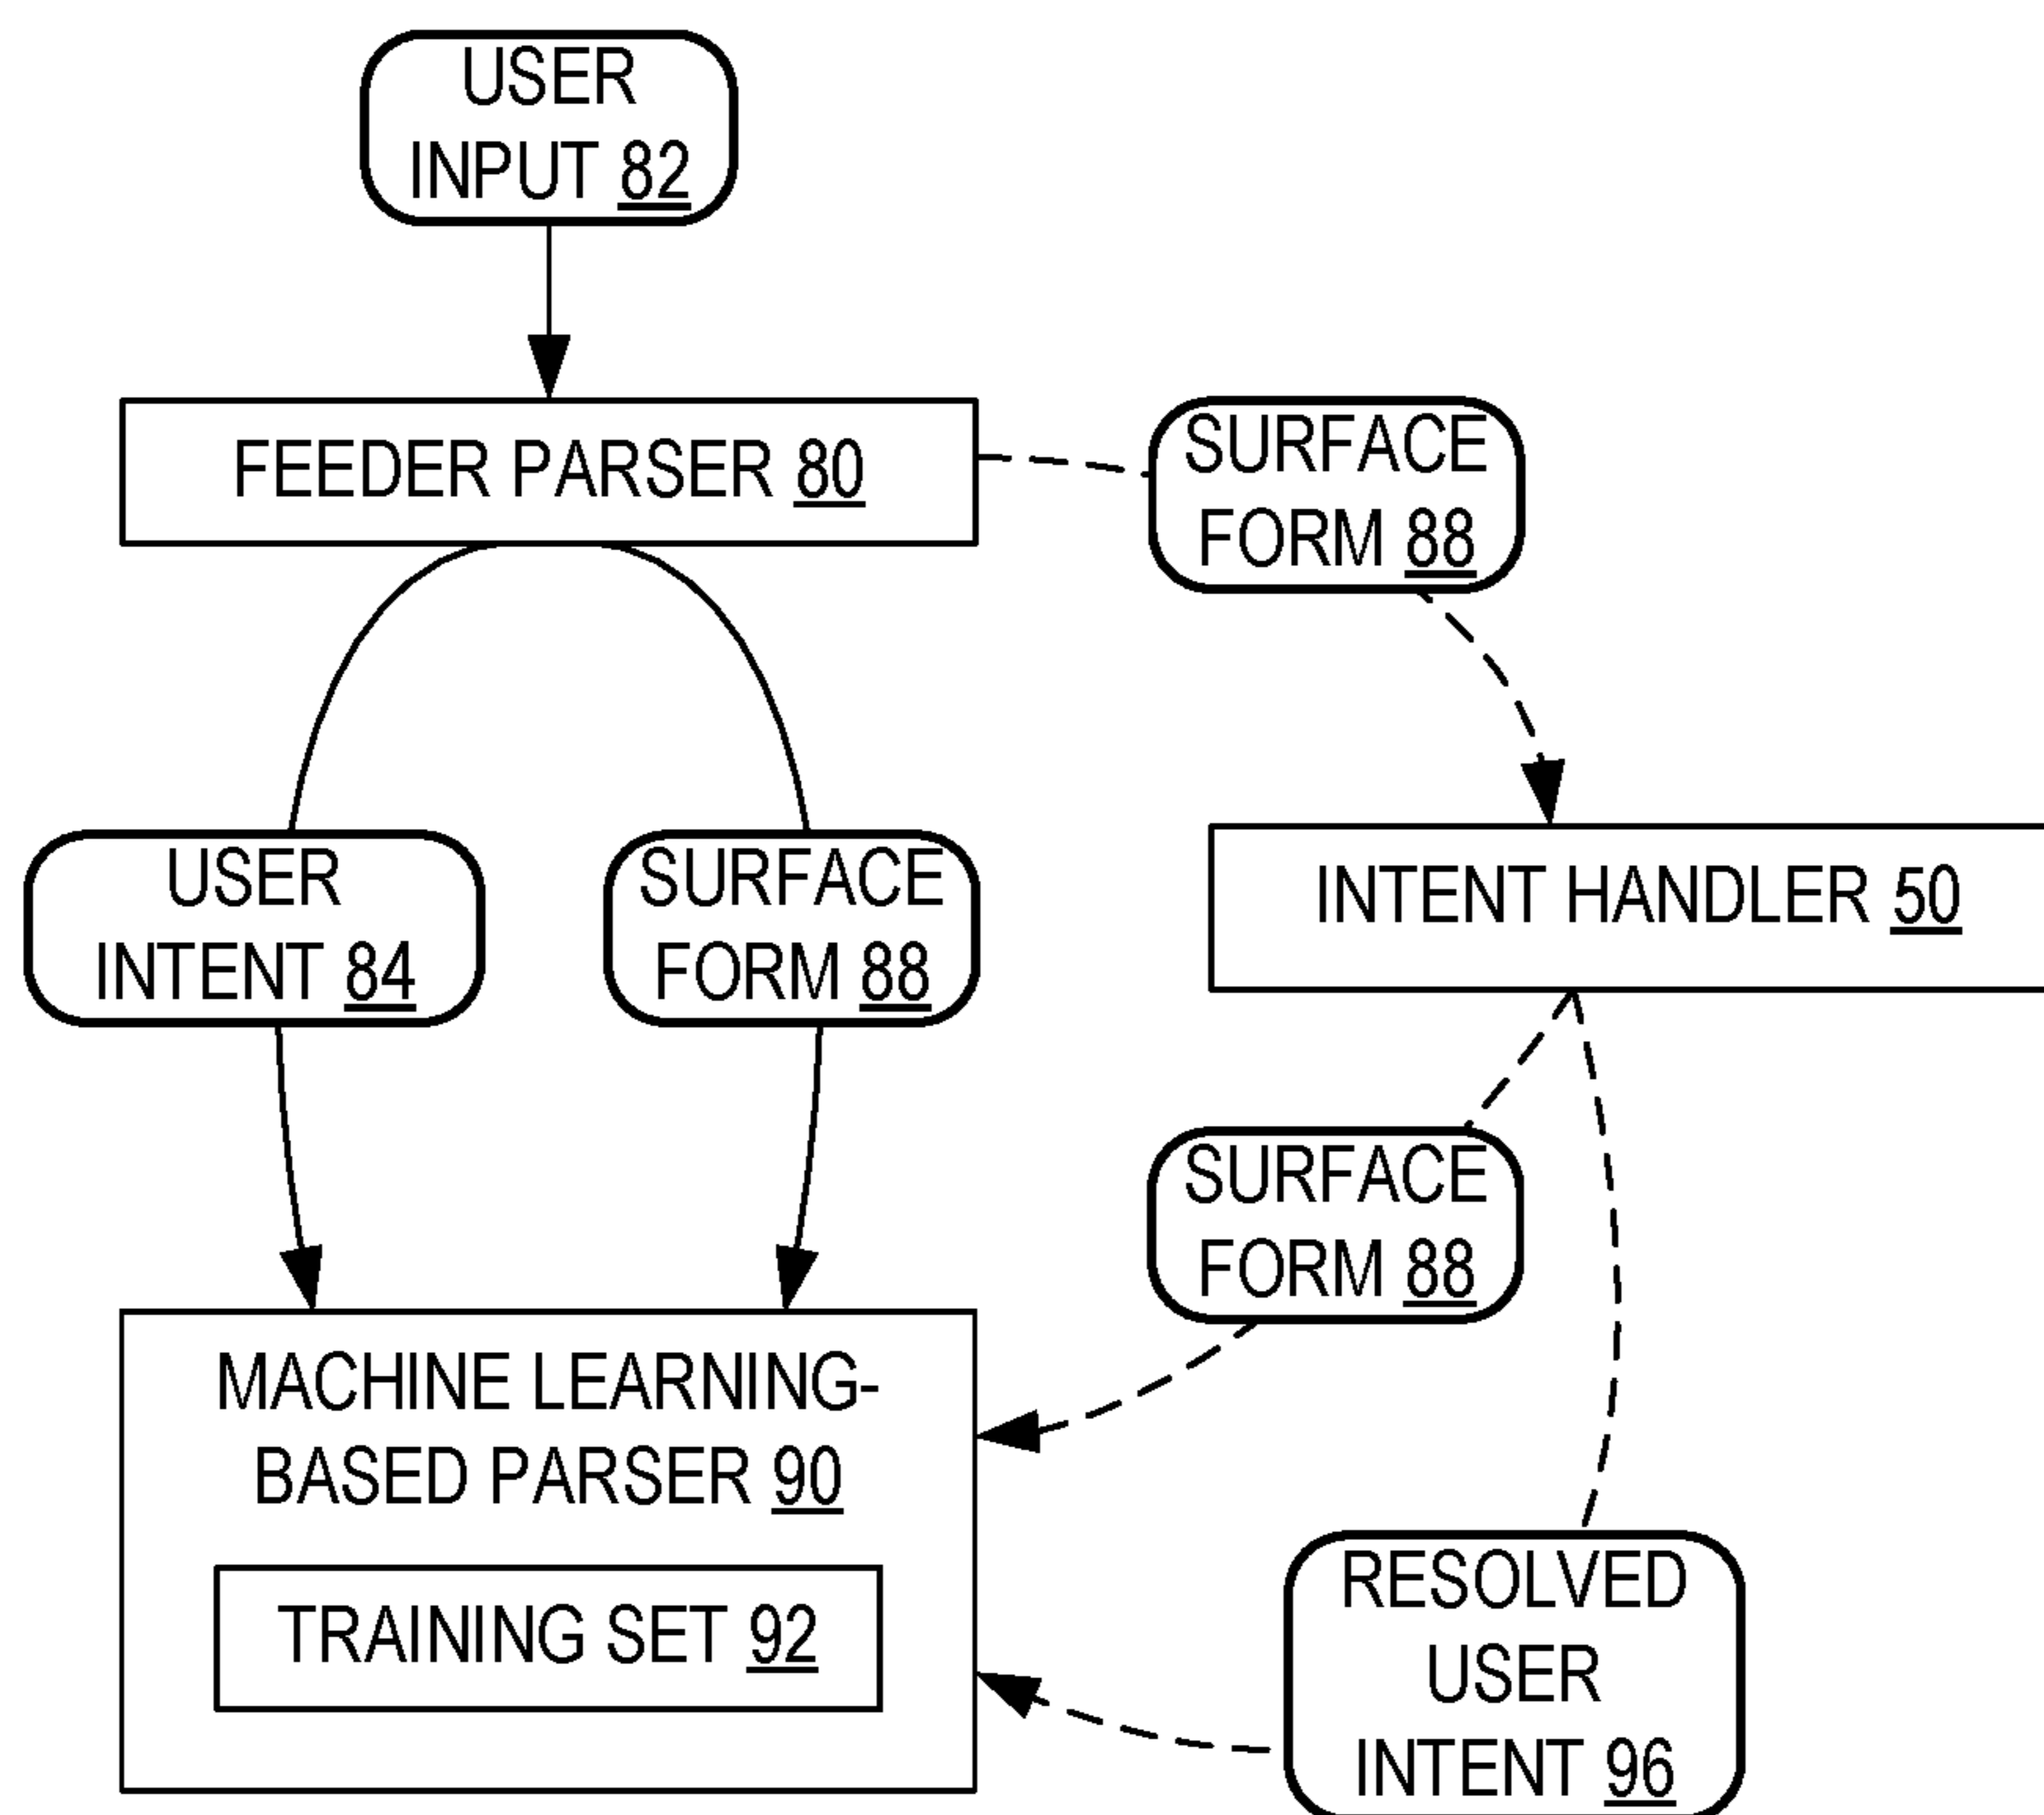 USER
INPUT 82
FEEDER PARSER 80
SURFACE
FORM 88
USER
INTENT 84
SURFACE
FORM 88
INTENT HANDLER 50
SURFACE
FORM 88
MACHINE LEARNING-
BASED PARSER 90
TRAINING SET 92
RESOLVED
USER
INTENT 96